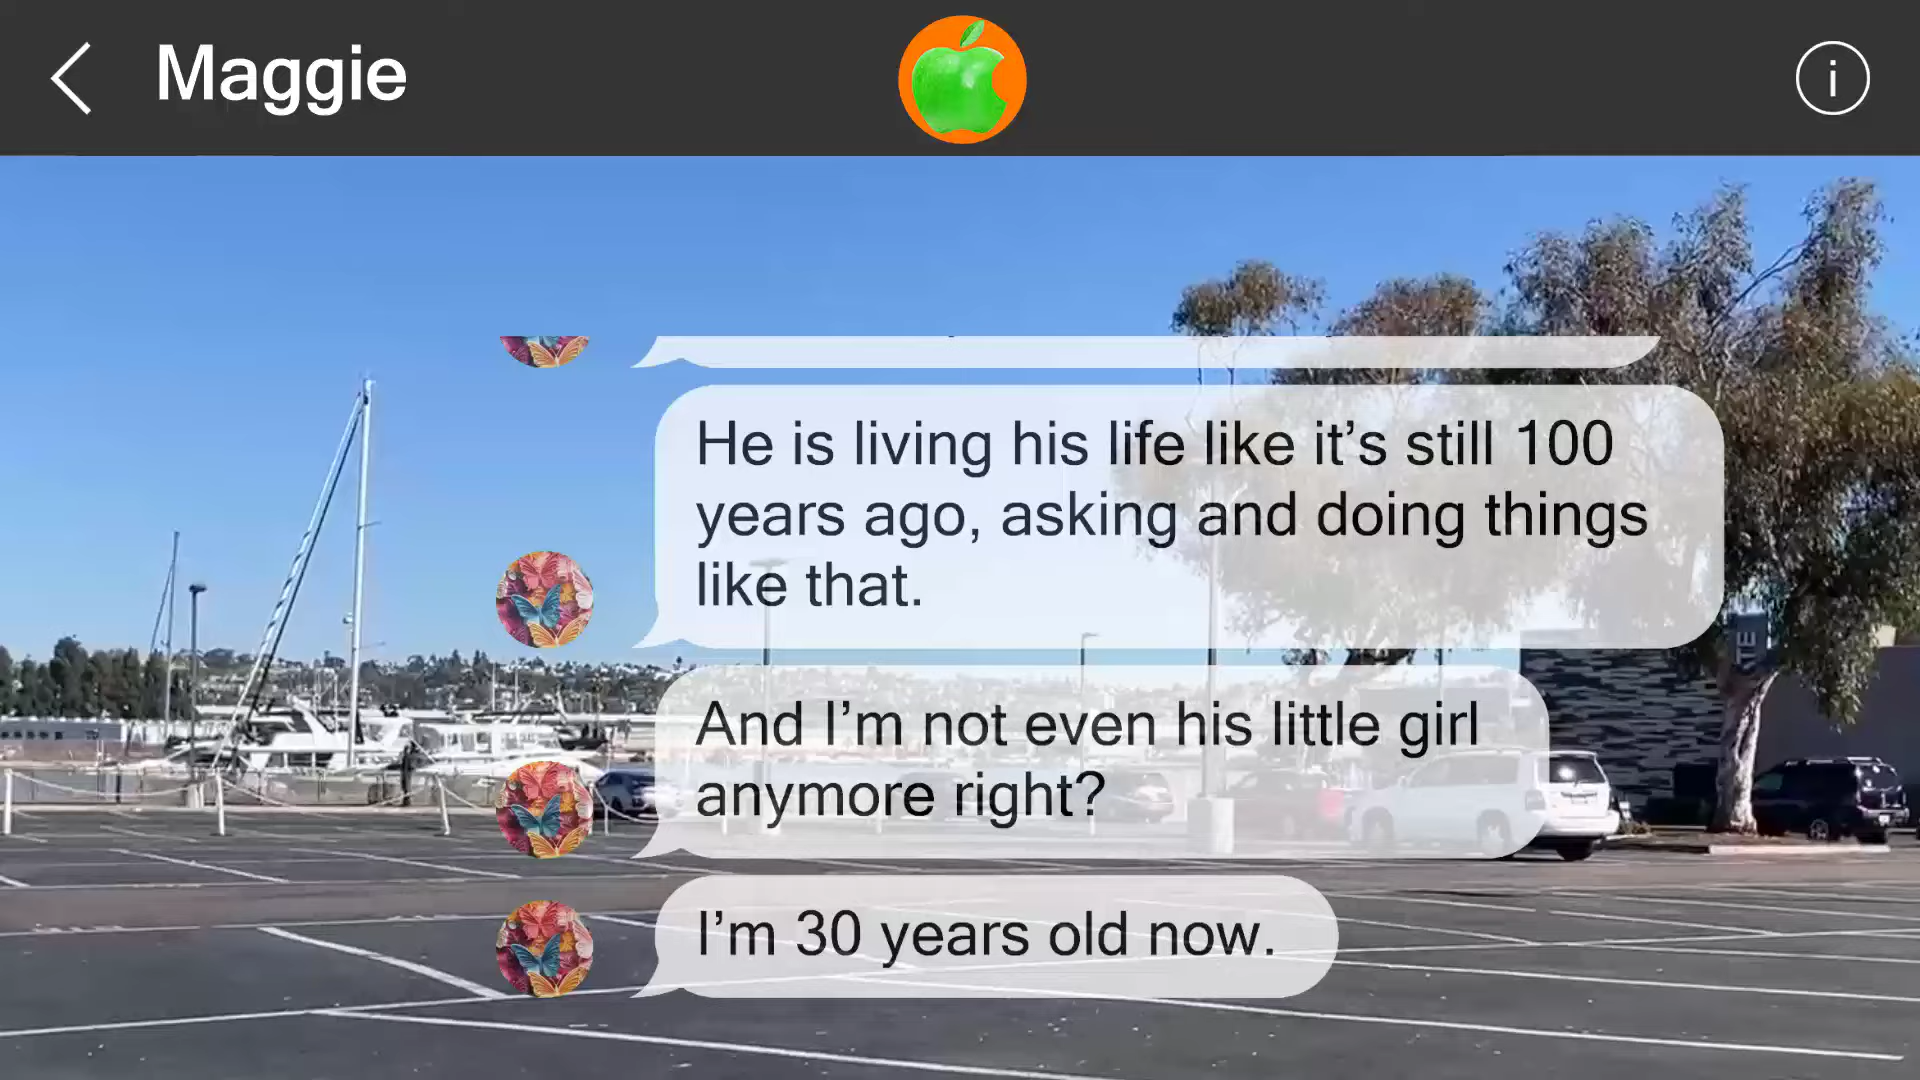 Maggie
He is living his life like it’s still 100
years ago, asking and doing things
like that.
And I’m not even his little girl
anymore right?
I’m 30 years old now.